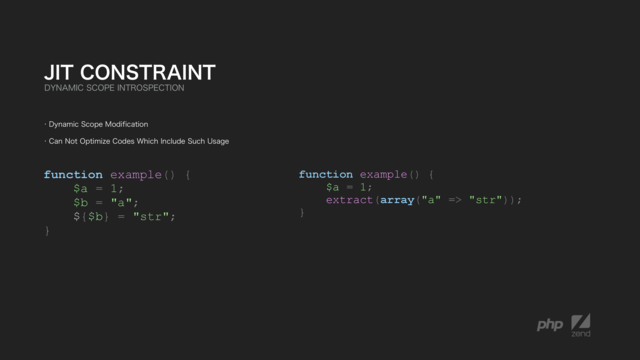 JIT CONSTRAINT
DYNAMIC SCOPE INTROSPECTION
· Dynamic Scope Modification
· Can Not Optimize Codes Which Include Such Usage
function example() {
    $a = 1;
    $b = "a";
    ${$b} = "str";
}
function example() {
    $a = 1;
    extract(array("a" => "str"));
}
php
zend